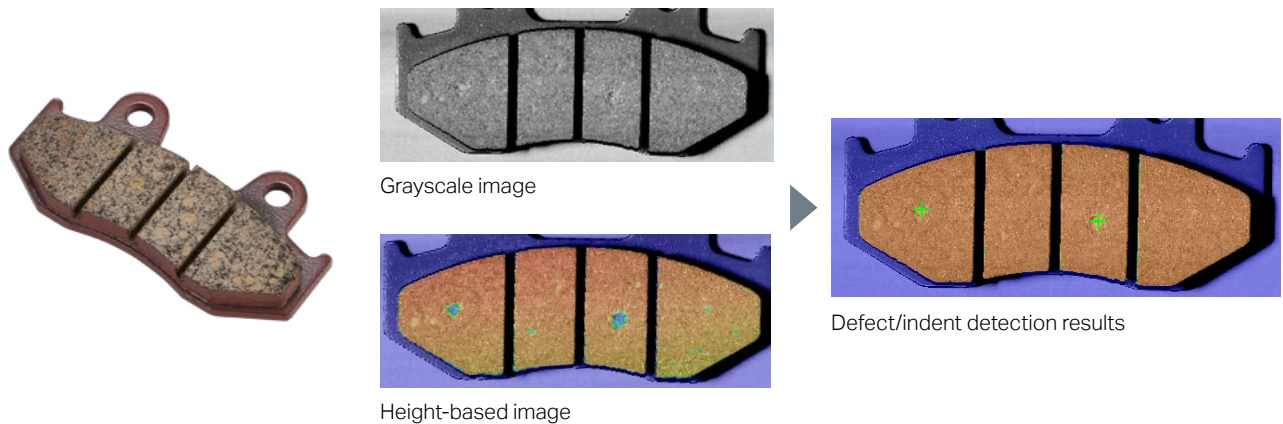 Grayscale image
Height-based image
Defect/indent detection results